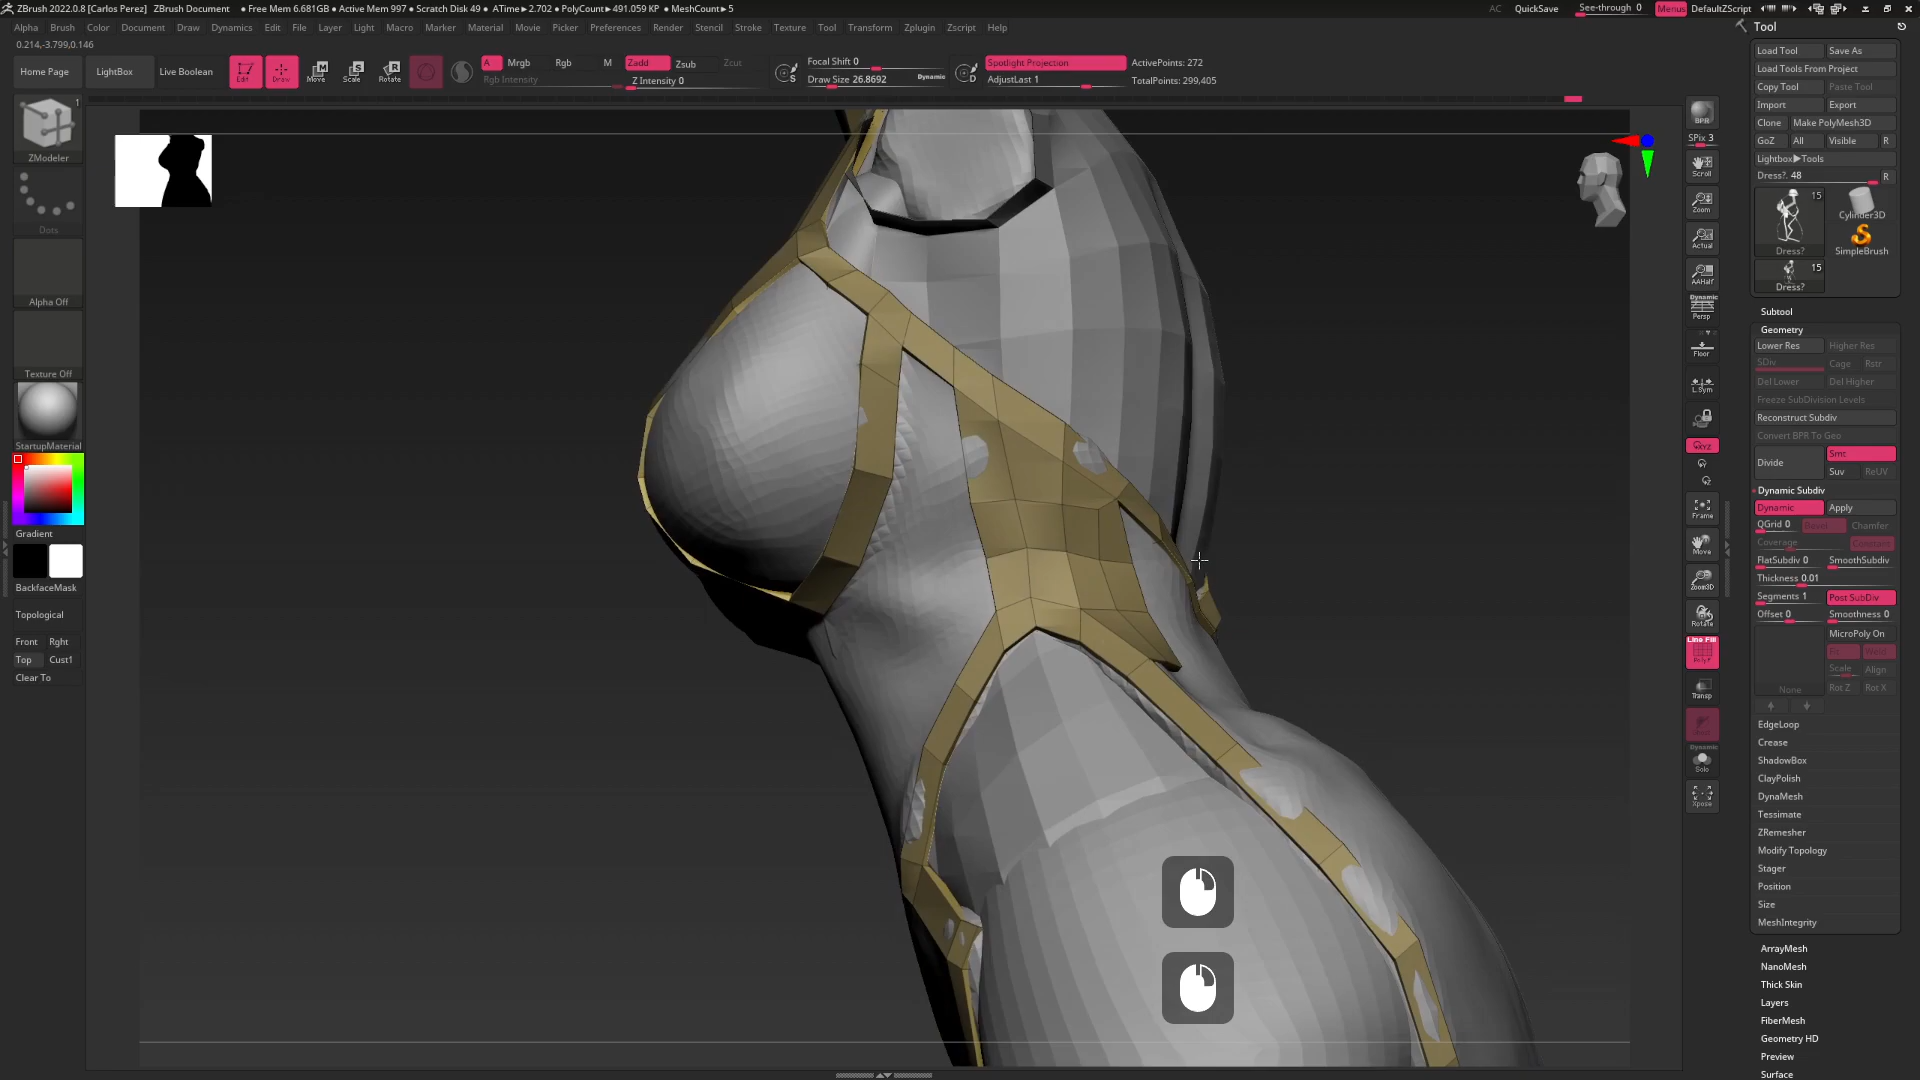 ZBrush 2022.0.8 [Carlos Perez] ZBrush Document • Free Mem 6.681GB • Active Mem 997 • Scratch Disk 49 • ATime►2.702 • PolyCount►491.059 KP • MeshCount►5 AC QuickSave See-through 0 Menus DefaultZScript
Alpha Brush Color Document Draw Dynamics Edit File Layer Light Macro Marker Material Movie Picker Preferences Render Stencil Stroke Texture Tool Transform Zplugin Zscript Help
0.214,-3.799,0.146
Home Page LightBox Live Boolean Edit Draw Move Scale Rotate
A Mrgb Rgb M Zadd Zsub Zcut
Rgb Intensity Z Intensity 0
Focal Shift 0
Draw Size 26.8692 Dynamic
Spotlight Projection
AdjustLast 1
ActivePoints: 272
TotalPoints: 299,405
1
ZModeler
Dots
Alpha Off
Texture Off
StartupMaterial
Gradient
BackfaceMask
Topological
Front Rght
Top Cust1
Clear To
BPR
SPix 3
Scroll
Zoom
Actual
AAHalf
Dynamic
Persp
Floor
L.Sym
XYZ
Frame
Move
Zoom3D
Rotate
Line Fill
PolyF
Transp
Dynamic
Solo
Xpose
Tool
Load Tool Save As
Load Tools From Project
Copy Tool Paste Tool
Import Export
Clone Make PolyMesh3D
GoZ All Visible R
Lightbox►Tools
Dress?. 48 R
15
Cylinder3D
Dress? SimpleBrush
15
Dress?
Subtool
Geometry
Lower Res Higher Res
SDiv Cage Rstr
Del Lower Del Higher
Freeze SubDivision Levels
Reconstruct Subdiv
Convert BPR To Geo
Divide Smt
Suv ReUV
Dynamic Subdiv
Dynamic Apply
QGrid 0 Bevel Chamfer
Coverage Constant
FlatSubdiv 0 SmoothSubdiv
Thickness 0.01
Segments 1 Post SubDiv
Offset 0 Smoothness 0
MicroPoly On
Weld
Scale Align
None Rot Z Rot X
EdgeLoop
Crease
ShadowBox
ClayPolish
DynaMesh
Tessimate
ZRemesher
Modify Topology
Stager
Position
Size
MeshIntegrity
ArrayMesh
NanoMesh
Thick Skin
Layers
FiberMesh
Geometry HD
Preview
Surface